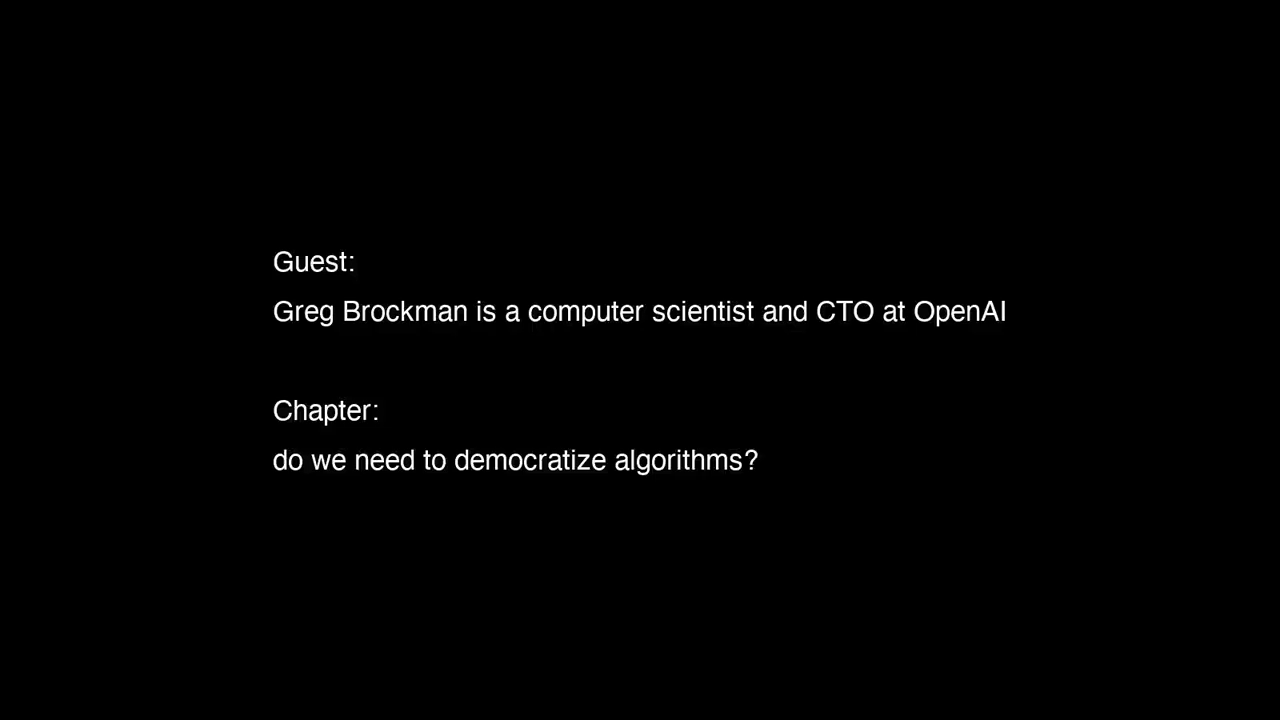 Guest:
Greg Brockman is a computer scientist and CTO at OpenAI
Chapter:
do we need to democratize algorithms?